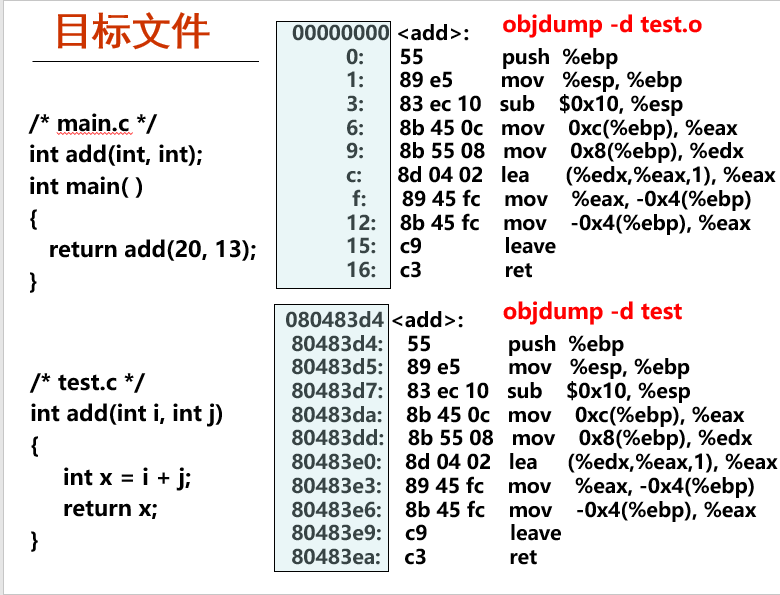 目标文件
/* main.c */
int add(int, int);
int main( )
{
return add(20, 13);
}
/* test.c */
int add(int i, int j)
{
int x = i + j;
return x;
}
objdump -d test.o
00000000 <add>:
0: 55 push %ebp
1: 89 e5 mov %esp, %ebp
3: 83 ec 10 sub $0x10, %esp
6: 8b 45 0c mov 0xc(%ebp), %eax
9: 8b 55 08 mov 0x8(%ebp), %edx
c: 8d 04 02 lea (%edx,%eax,1), %eax
f: 89 45 fc mov %eax, -0x4(%ebp)
12: 8b 45 fc mov -0x4(%ebp), %eax
15: c9 leave
16: c3 ret
objdump -d test
080483d4 <add>:
80483d4: 55 push %ebp
80483d5: 89 e5 mov %esp, %ebp
80483d7: 83 ec 10 sub $0x10, %esp
80483da: 8b 45 0c mov 0xc(%ebp), %eax
80483dd: 8b 55 08 mov 0x8(%ebp), %edx
80483e0: 8d 04 02 lea (%edx,%eax,1), %eax
80483e3: 89 45 fc mov %eax, -0x4(%ebp)
80483e6: 8b 45 fc mov -0x4(%ebp), %eax
80483e9: c9 leave
80483ea: c3 ret